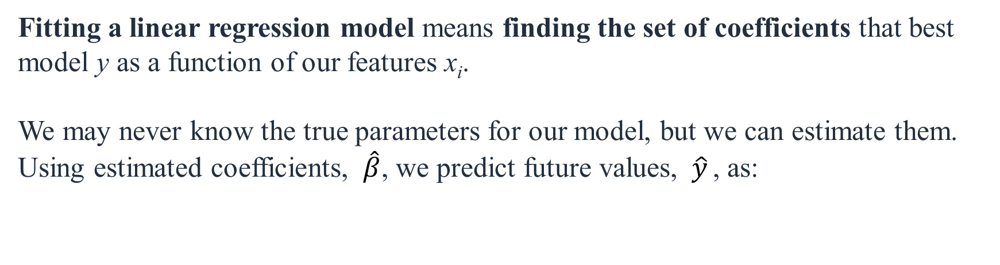 Fitting a linear regression model means finding the set of coefficients that best
model y as a function of our features xᵢ.
We may never know the true parameters for our model, but we can estimate them.
Using estimated coefficients, β̂, we predict future values, ŷ, as: